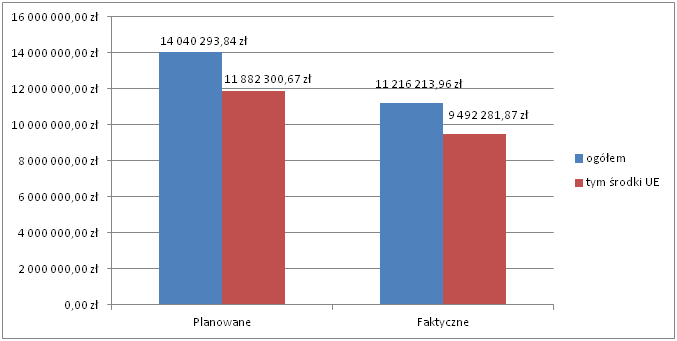 16 000 000,00 zł
14 000 000,00 zł
12 000 000,00 zł
10 000 000,00 zł
8 000 000,00 zł
6 000 000,00 zł
4 000 000,00 zł
2 000 000,00 zł
0,00 zł
14 040 293,84 zł
11 882 300,67 zł
11 216 213,96 zł
9 492 281,87 zł
Planowane
Faktyczne
ogółem
tym środki UE